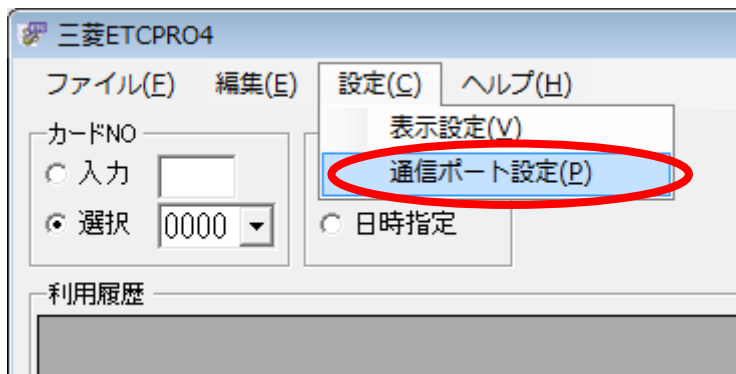 三菱ETCPRO4
ファイル(F) 編集(E) 設定(C) ヘルプ(H)
表示設定(V)
通信ポート設定(P)
カードNO
入力
選択 0000
日時指定
利用履歴